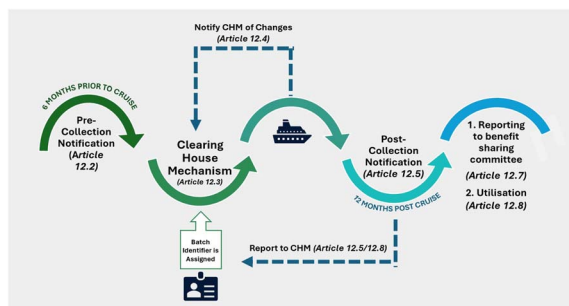 Notify CHM of Changes
(Article 12.4)
6 MONTHS PRIOR TO CRUISE
Pre-
Collection
Notification
(Article
12.2)
Clearing
House
Mechanism
(Article 12.3)
Post-
Collection
Notification
(Article 12.5)
12 MONTHS POST CRUISE
1. Reporting
to benefit
sharing
committee
(Article 12.7)
2. Utilisation
(Article 12.8)
Batch
Identifier is
Assigned
Report to CHM (Article 12.5/12.8)